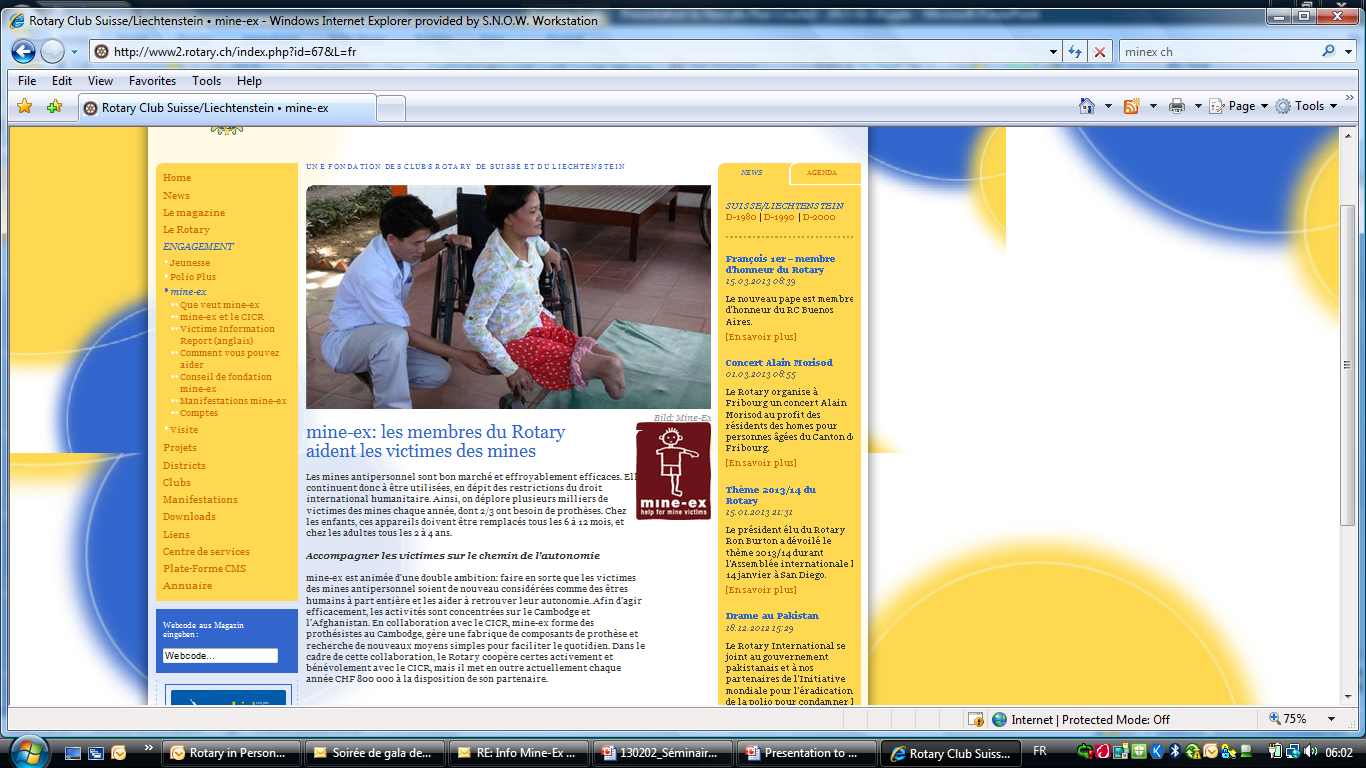 Rotary Club Suisse/Liechtenstein • mine-ex - Windows Internet Explorer provided by S.N.O.W. Workstation
http://www2.rotary.ch/index.php?id=67&L=fr
minex ch
File Edit View Favorites Tools Help
Rotary Club Suisse/Liechtenstein • mine-ex
Page
Tools
Home
News
Le magazine
Le Rotary
ENGAGEMENT
Jeunesse
Polio Plus
mine-ex
Que veut mine-ex
mine-ex et le CICR
Victime Information
Report (anglais)
Comment vous pouvez
aider
Conseil de fondation
mine-ex
Manifestations mine-ex
Comptes
Visite
Projets
Districts
Clubs
Manifestations
Downloads
Liens
Centre de services
Plate-Forme CMS
Annuaire
Webcode aus Magazin
eingeben:
Webcode...
UNE FONDATION DES CLUBS ROTARY DE SUISSE ET DU LIECHTENSTEIN
Bild: Mine-Ex
mine-ex: les membres du Rotary
aident les victimes des mines
mine-ex
help for mine victims
Les mines antipersonnel sont bon marché et effroyablement efficaces. Ell
continuent donc à être utilisées, en dépit des restrictions du droit
international humanitaire. Ainsi, on déplore plusieurs milliers de
victimes des mines chaque année, dont 2/3 ont besoin de prothèses. Chez
les enfants, ces appareils doivent être remplacés tous les 6 à 12 mois, et
chez les adultes tous les 2 à 4 ans.
Accompagner les victimes sur le chemin de l'autonomie
mine-ex est animée d'une double ambition: faire en sorte que les victimes
des mines antipersonnel soient de nouveau considérées comme des êtres
humains à part entière et les aider à retrouver leur autonomie. Afin d'agir
efficacement, les activités sont concentrées sur le Cambodge et
l'Afghanistan. En collaboration avec le CICR, mine-ex forme des
prothésistes au Cambodge, gère une fabrique de composants de prothèse et
recherche de nouveaux moyens simples pour faciliter le quotidien. Dans le
cadre de cette collaboration, le Rotary coopère certes activement et
bénévolement avec le CICR, mais il met en outre actuellement chaque
année CHF 800 000 à la disposition de son partenaire.
NEWS AGENDA
SUISSE/LIECHTENSTEIN
D-1980 | D-1990 | D-2000
François 1er – membre
d'honneur du Rotary
15.03.2013 08:39
Le nouveau pape est membre
d'honneur du RC Buenos
Aires.
[En savoir plus]
Concert Alain Morisod
01.03.2013 08:55
Le Rotary organise à
Fribourg un concert Alain
Morisod au profit des
résidents des homes pour
personnes âgées du Canton de
Fribourg.
[En savoir plus]
Thème 2013/14 du
Rotary
15.01.2013 21:31
Le président élu du Rotary
Ron Burton a dévoilé le
thème 2013/14 durant
l'Assemblée internationale l
14 janvier à San Diego.
[En savoir plus]
Drame au Pakistan
18.12.2012 15:29
Le Rotary International se
joint au gouvernement
pakistanais et à nos
partenaires de l'Initiative
mondiale pour l'éradication
de la polio pour condamner l
Internet | Protected Mode: Off
75%
Rotary in Person...
Soirée de gala de...
RE: Info Mine-Ex ...
130202_Séminair...
Presentation to ...
Rotary Club Suiss...
FR
06:02